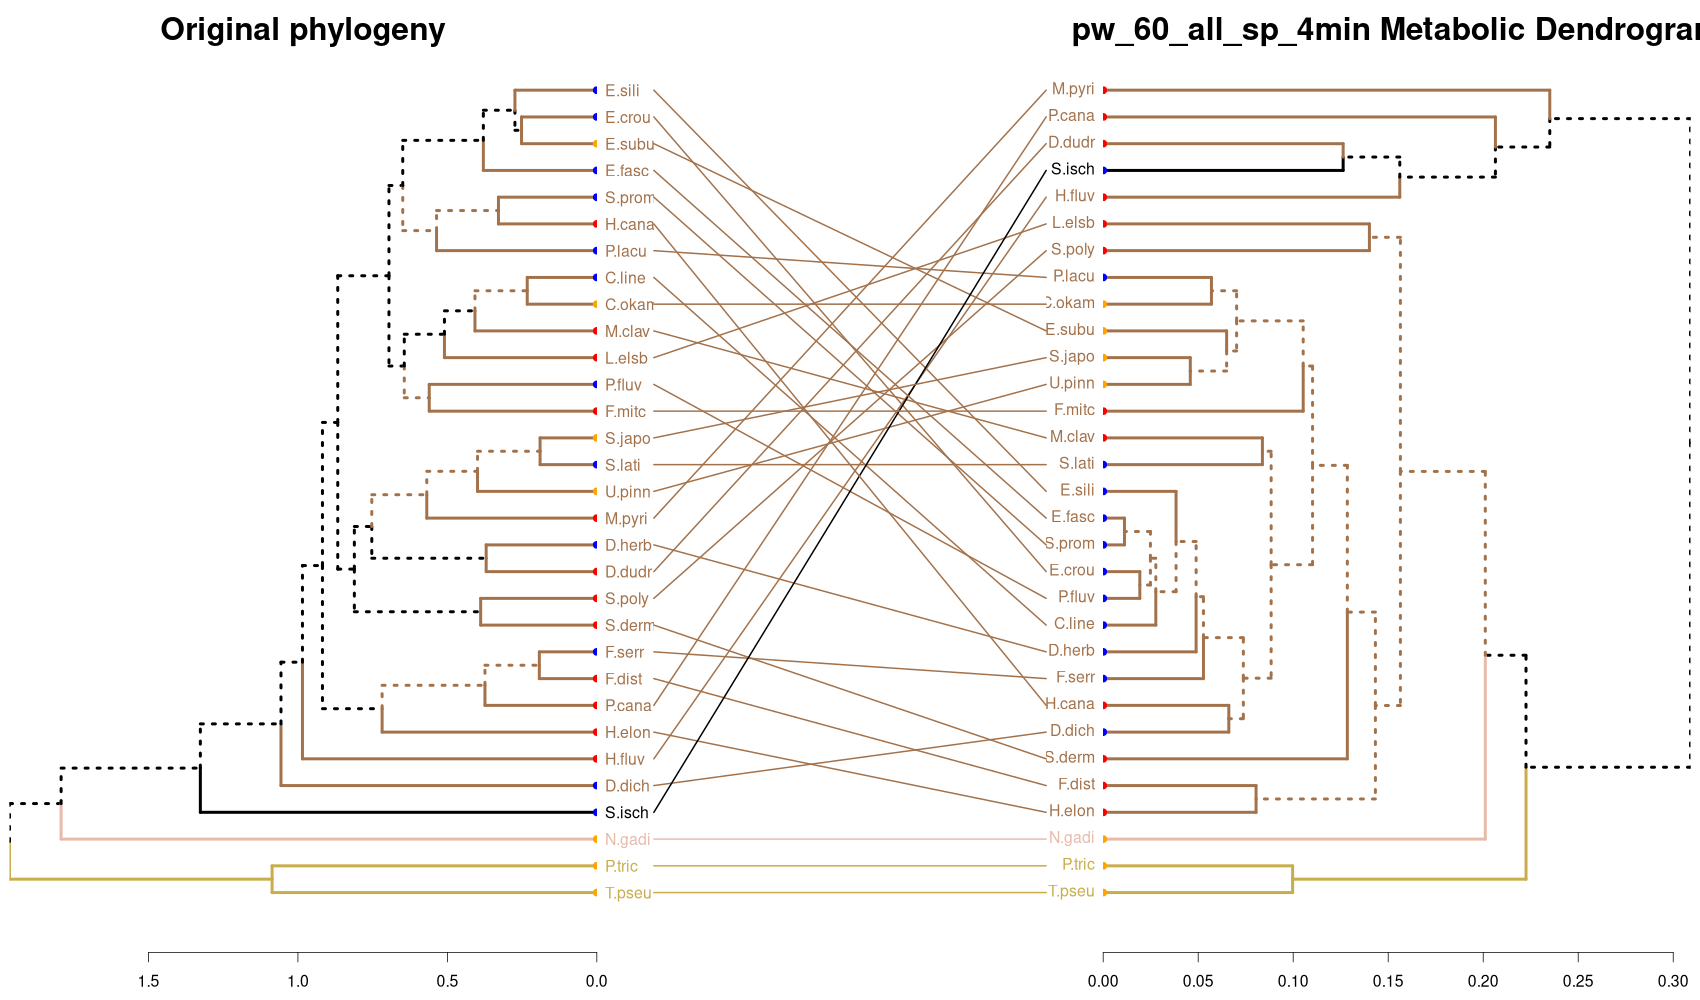 Original phylogeny
pw_60_all_sp_4min Metabolic Dendrogra
E.sili
E.crou
E.subu
E.fasc
S.prom
H.cana
P.lacu
C.line
C.okam
M.clav
L.elsb
P.fluv
F.mitc
S.japo
S.lati
U.pinn
M.pyri
D.herb
D.dudr
S.poly
S.derm
F.serr
F.dist
P.cana
H.elon
H.fluv
D.dich
S.isch
N.gadi
P.tric
T.pseu
M.pyri
P.cana
D.dudr
S.isch
H.fluv
L.elsb
S.poly
P.lacu
C.okam
E.subu
S.japo
U.pinn
F.mitc
M.clav
S.lati
E.sili
E.fasc
S.prom
E.crou
P.fluv
C.line
D.herb
F.serr
H.cana
D.dich
S.derm
F.dist
H.elon
N.gadi
P.tric
T.pseu
1.5 1.0 0.5 0.0
0.00 0.05 0.10 0.15 0.20 0.25 0.30